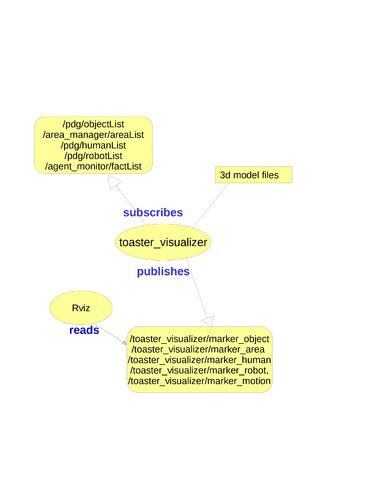 /pdg/objectList
/area_manager/areaList
/pdg/humanList
/pdg/robotList
/agent_monitor/factList
3d model files
subscribes
toaster_visualizer
publishes
Rviz
reads
/toaster_visualizer/marker_object
/toaster_visualizer/marker_area
/toaster_visualizer/marker_human
/toaster_visualizer/marker_robot,
/toaster_visualizer/marker_motion